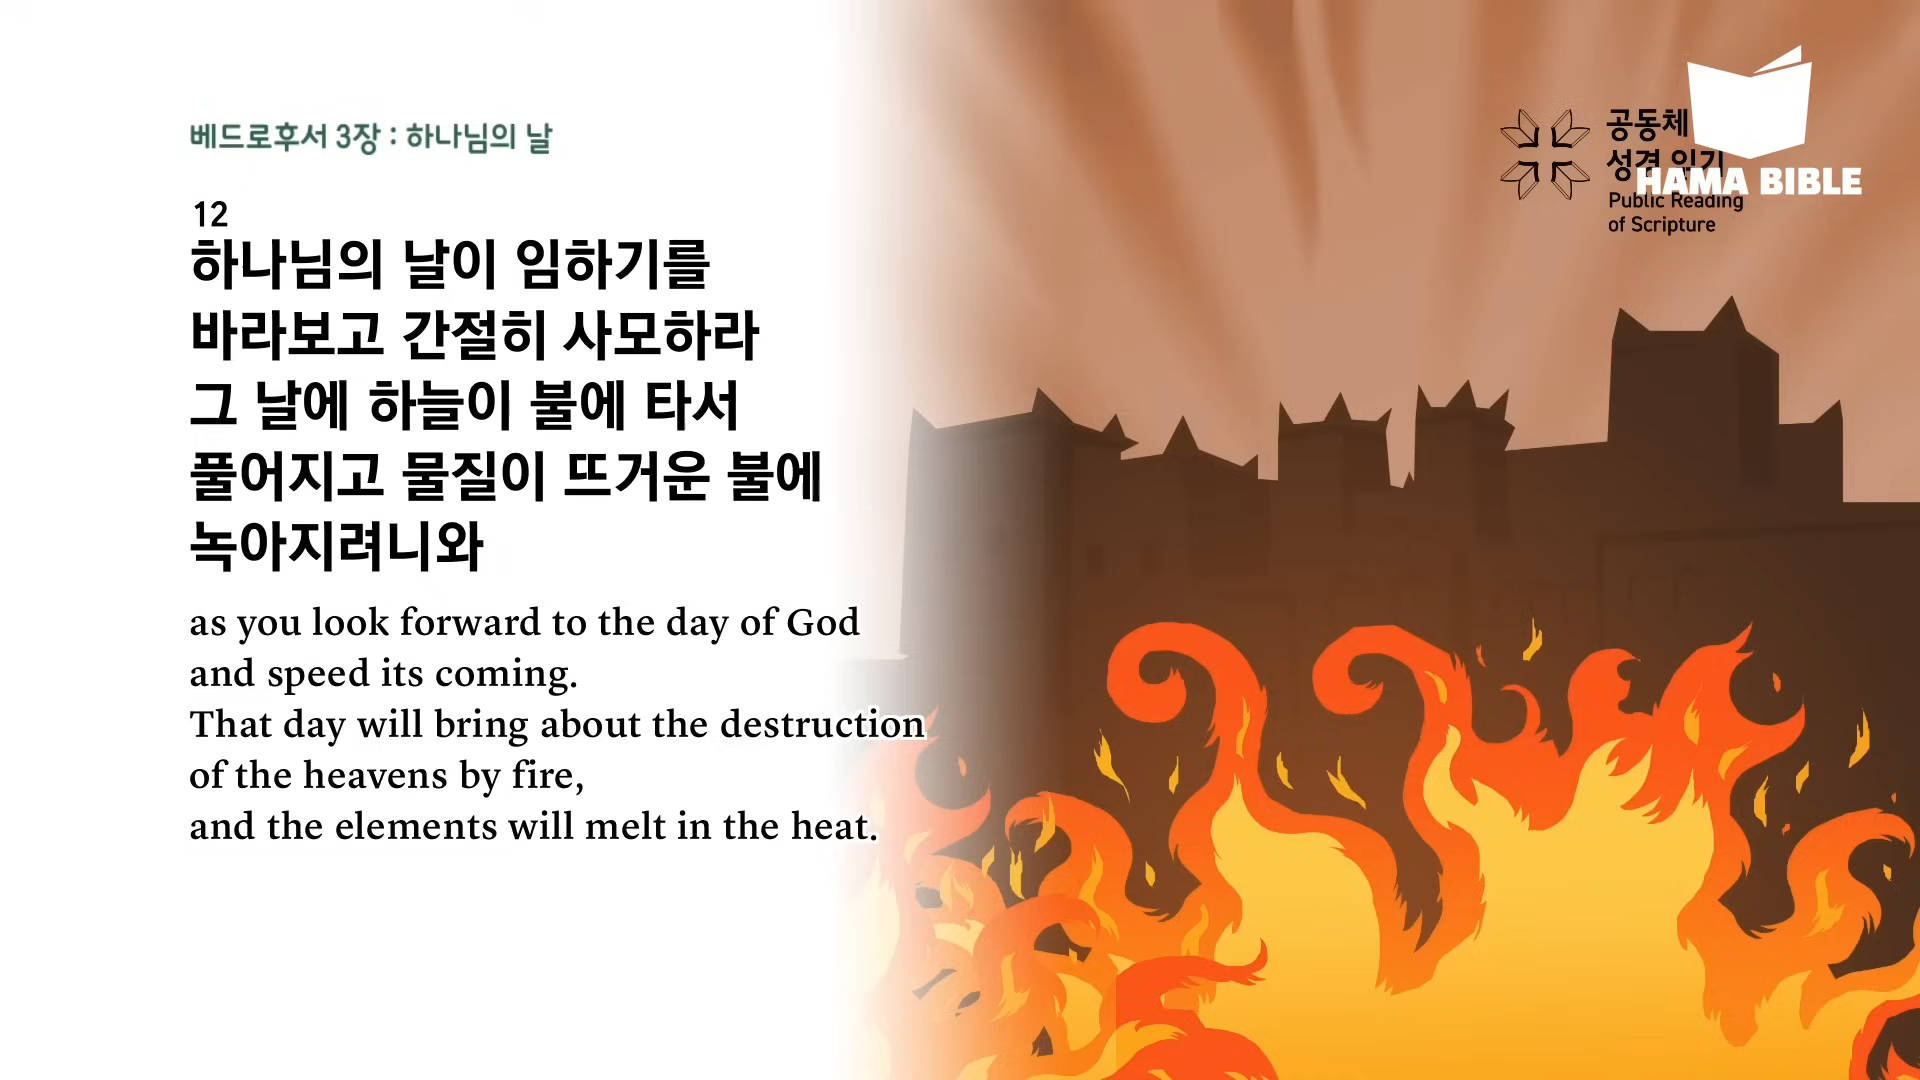 베드로후서 3장 : 하나님의 날
12
하나님의 날이 임하기를
바라보고 간절히 사모하라
그 날에 하늘이 불에 타서
풀어지고 물질이 뜨거운 불에
녹아지려니와
as you look forward to the day of God
and speed its coming.
That day will bring about the destruction
of the heavens by fire,
and the elements will melt in the heat.
공동체
성경 읽기
Public Reading
of Scripture
HAMA BIBLE